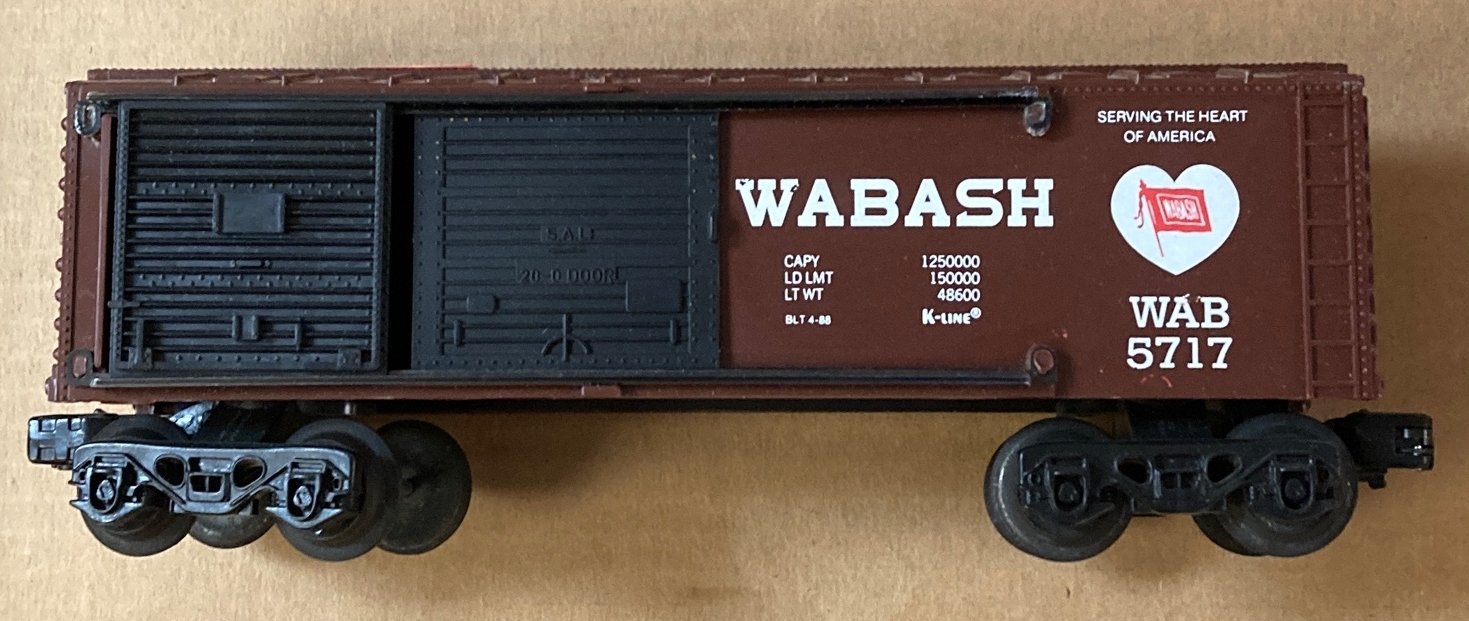 SERVING THE HEART
OF AMERICA
WABASH
WABASH
CAPY 1250000
LD LMT 150000
LT WT 48600
BLT 4-88 K-LINE®
WAB
5717
20-0 DOOR